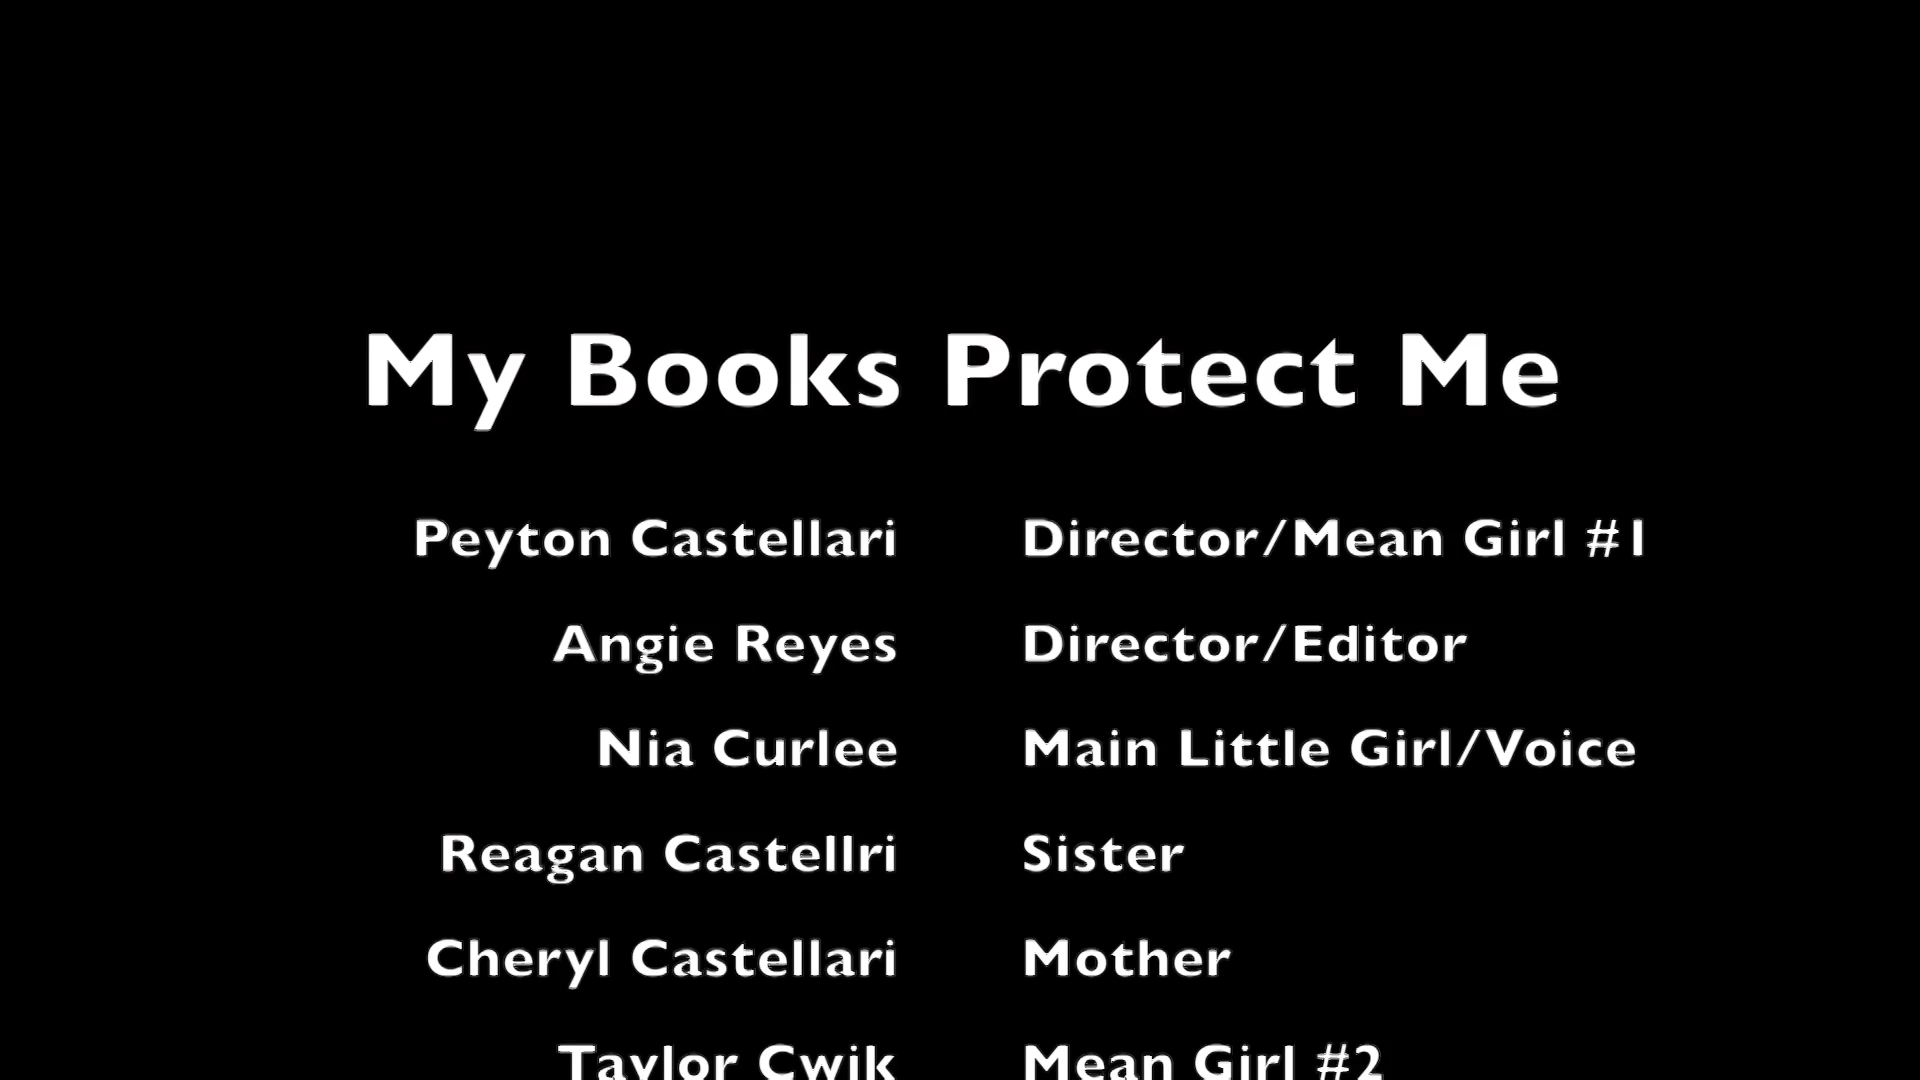 My Books Protect Me
Peyton Castellari Director/Mean Girl #1
Angie Reyes Director/Editor
Nia Curlee Main Little Girl/Voice
Reagan Castellri Sister
Cheryl Castellari Mother
Taylor Cwik Mean Girl #2